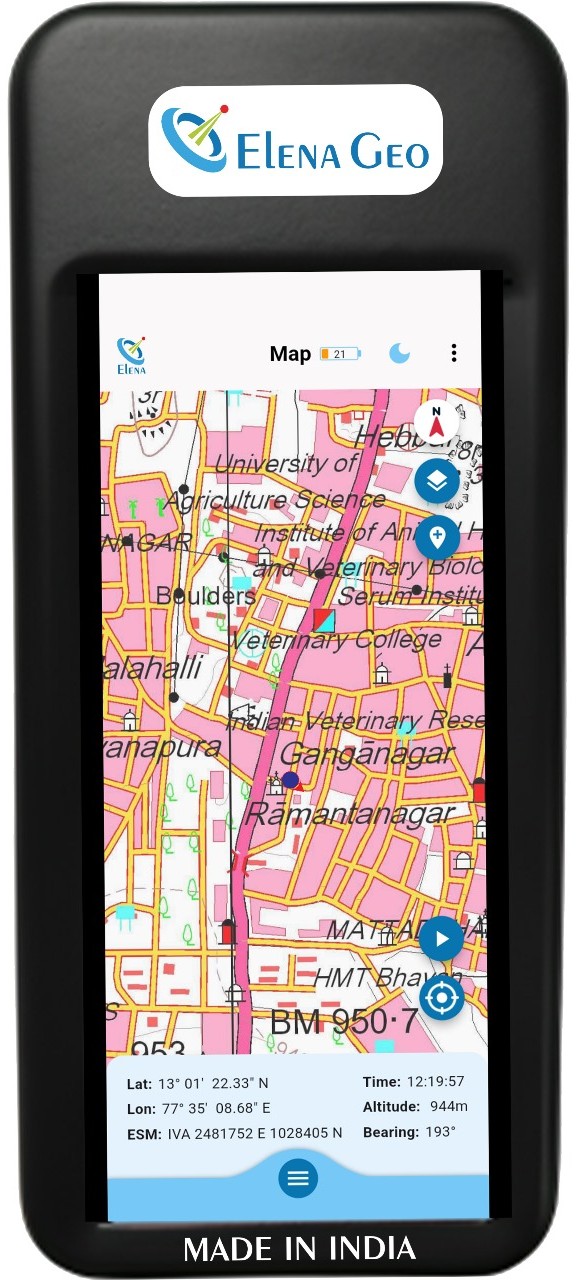 ELENA GEO
ELENA
Map 21
3r
N
Hebba
University of
Agriculture Science
Institute of Ani
NAGAR
and Veterinary Biolo
Boulders
Serum Institu
Veterinary College
A
alahalli
Indian Veterinary Rese
vanapura
Gangānagar
Rāmantanagar
MATTAD
HMT Bhavan
S
BM 950·7
953
Lat: 13° 01' 22.33" N
Time: 12:19:57
Lon: 77° 35' 08.68" E
Altitude: 944m
ESM: IVA 2481752 E 1028405 N
Bearing: 193°
MADE IN INDIA